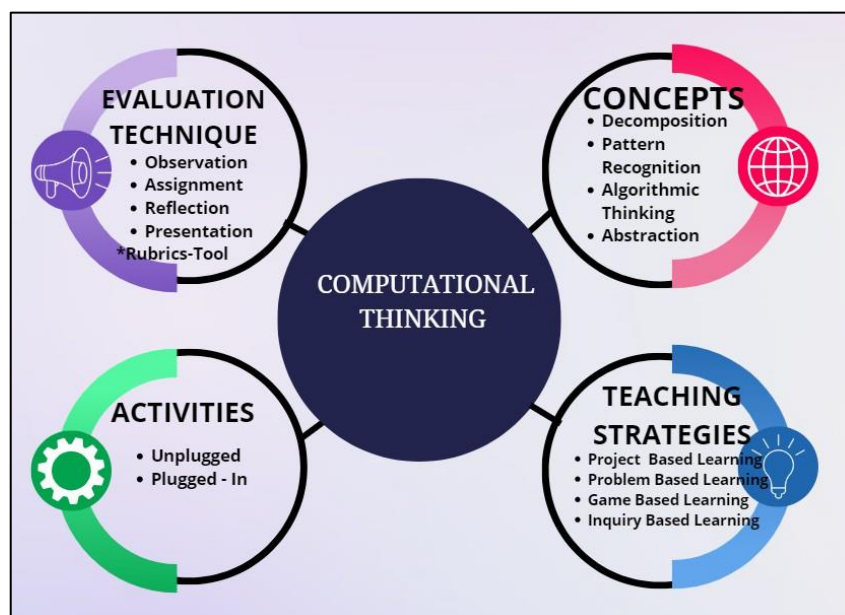 EVALUATION
TECHNIQUE
• Observation
• Assignment
• Reflection
• Presentation
*Rubrics-Tool
CONCEPTS
• Decomposition
• Pattern
Recognition
• Algorithmic
Thinking
• Abstraction
COMPUTATIONAL
THINKING
ACTIVITIES
• Unplugged
• Plugged - In
TEACHING
STRATEGIES
• Project Based Learning
• Problem Based Learning
• Game Based Learning
• Inquiry Based Learning